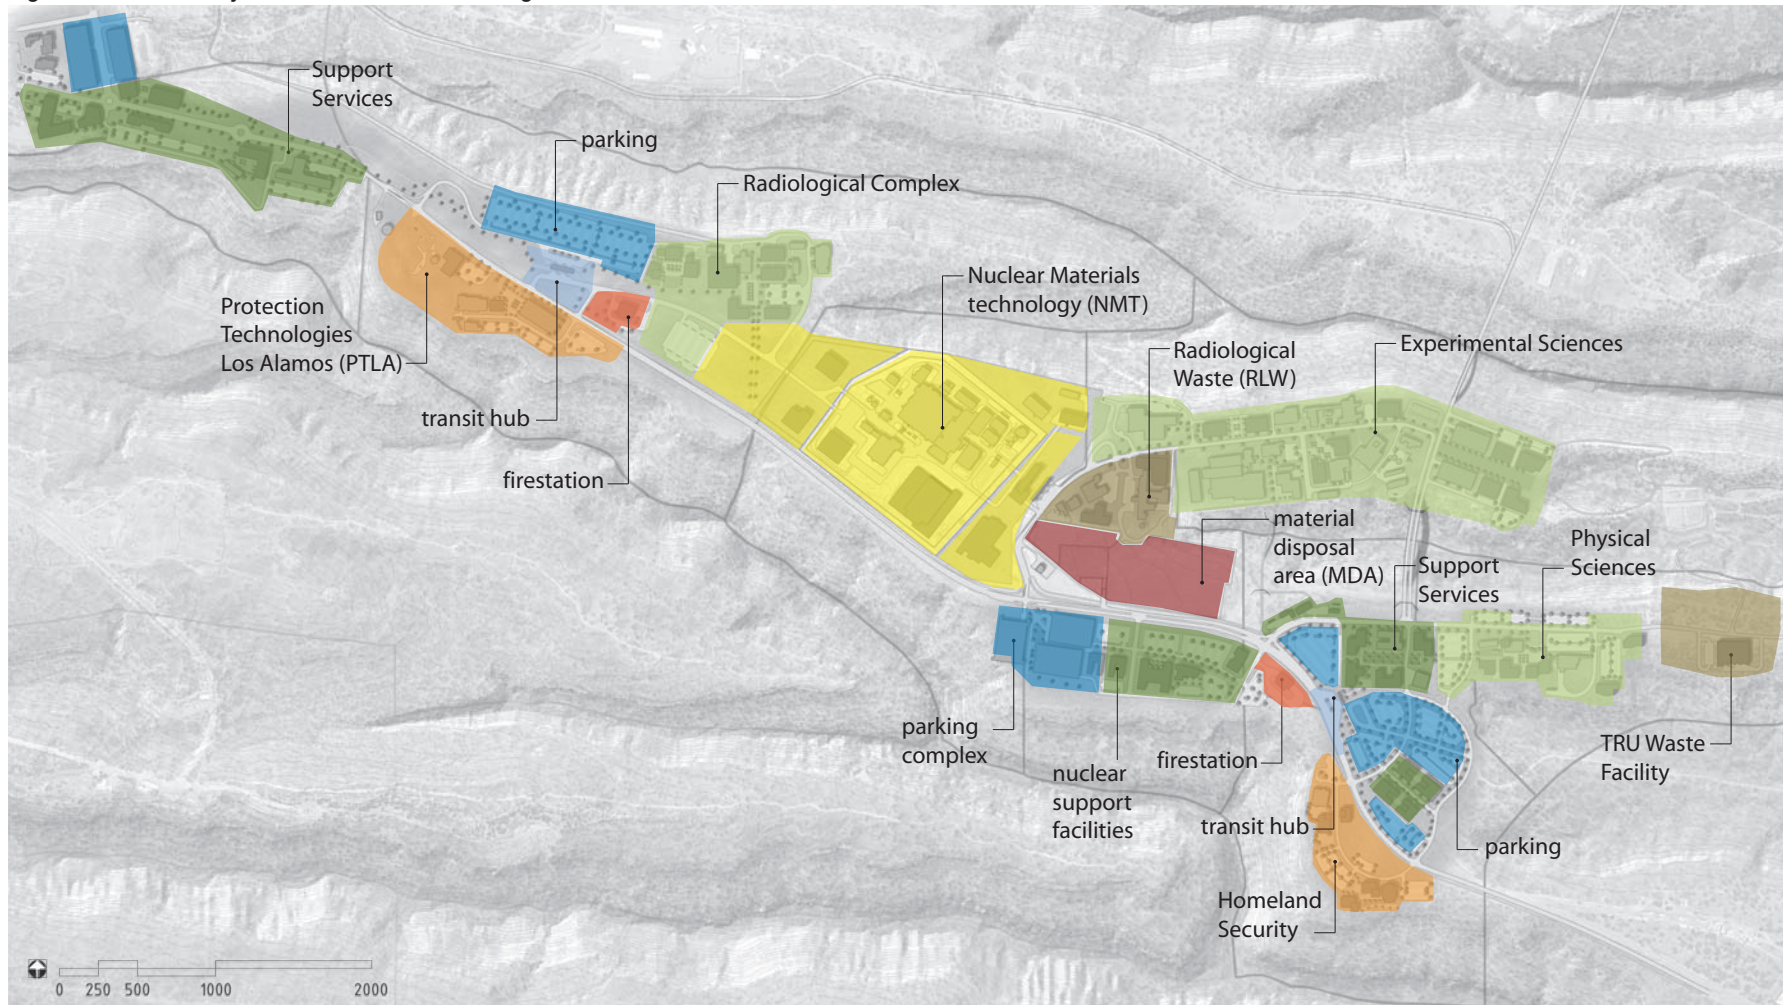 Support
Services
parking
Radiological Complex
Nuclear Materials
technology (NMT)
Protection
Technologies
Los Alamos (PTLA)
Radiological
Waste (RLW)
Experimental Sciences
transit hub
firestation
material
disposal
area (MDA)
Physical
Sciences
Support
Services
parking
complex
nuclear
support
facilities
firestation
transit hub
TRU Waste
Facility
parking
Homeland
Security
0 250 500 1000 2000